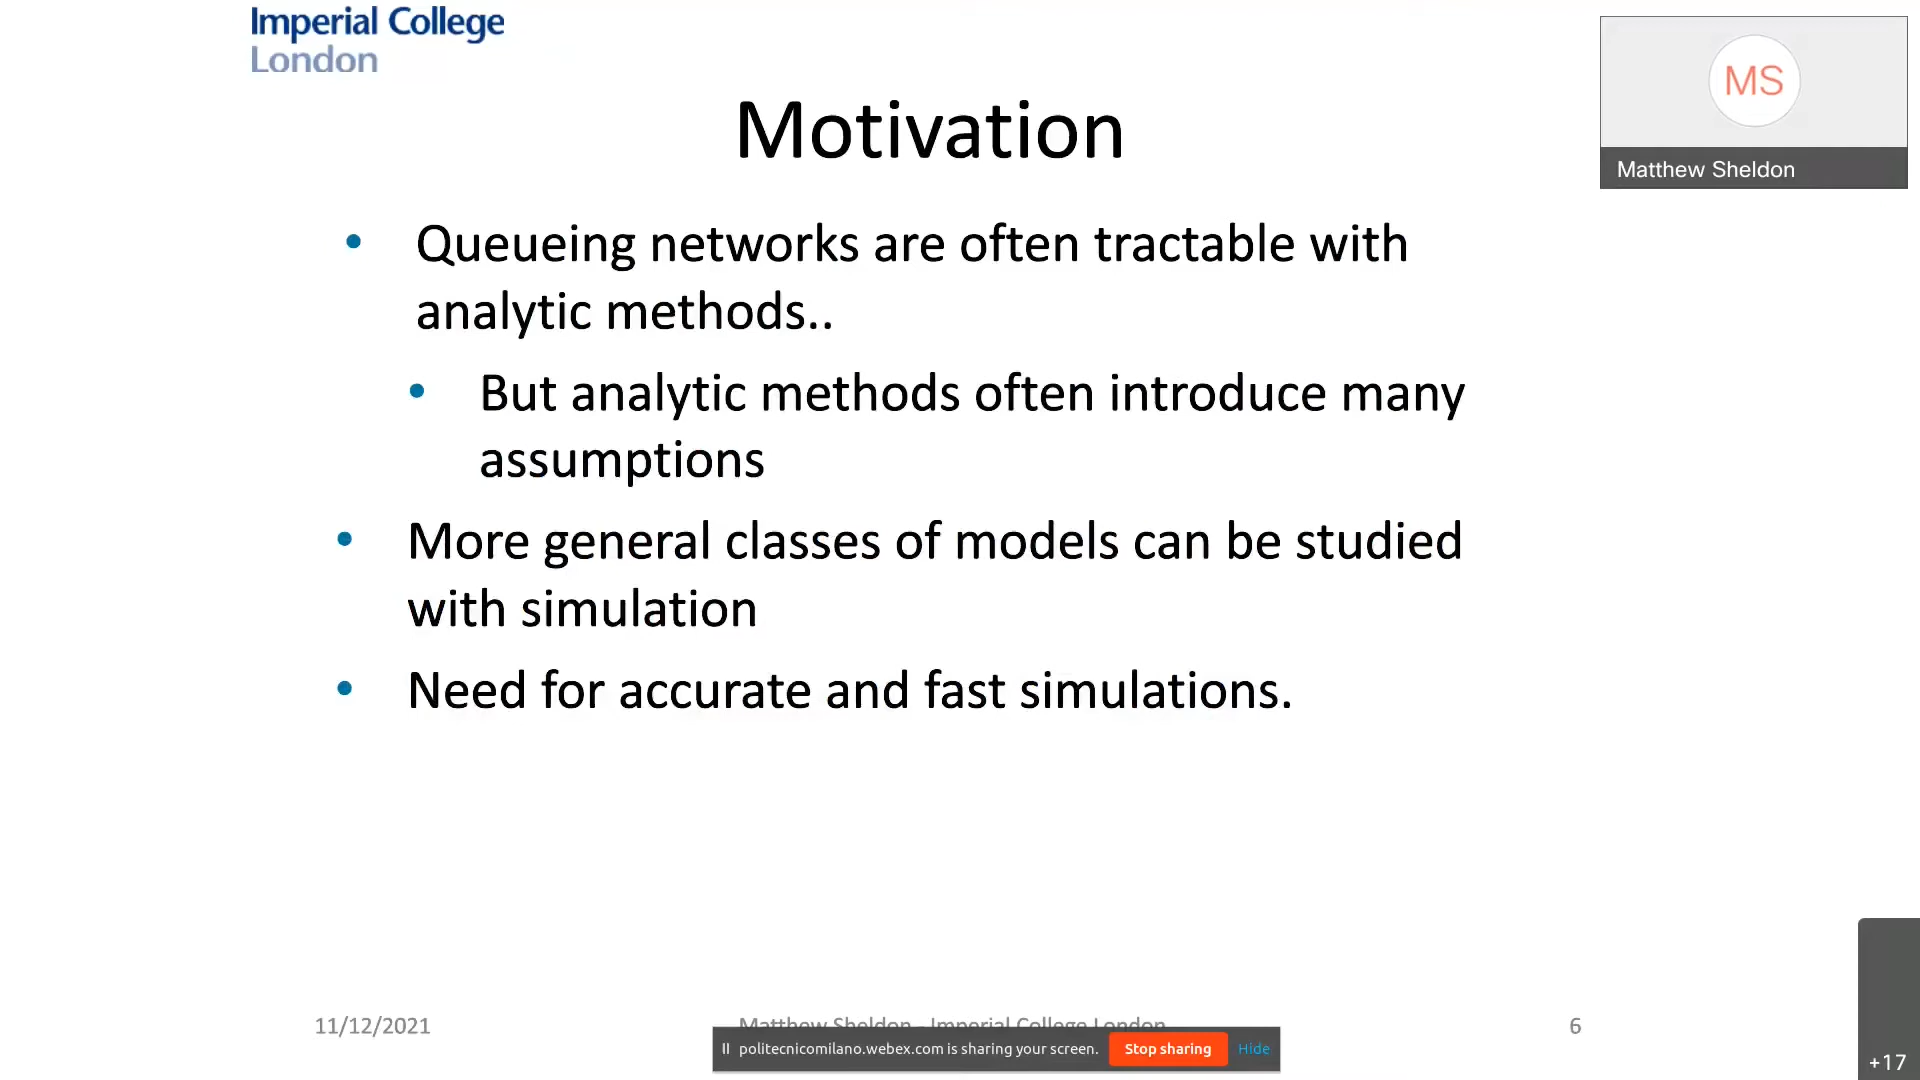 Imperial College
London
MS
Matthew Sheldon
Motivation
• Queueing networks are often tractable with
analytic methods..
• But analytic methods often introduce many
assumptions
• More general classes of models can be studied
with simulation
• Need for accurate and fast simulations.
11/12/2021
Matthew Sheldon - Imperial College London
6
politecnicomilano.webex.com is sharing your screen.
Stop sharing
Hide
+17